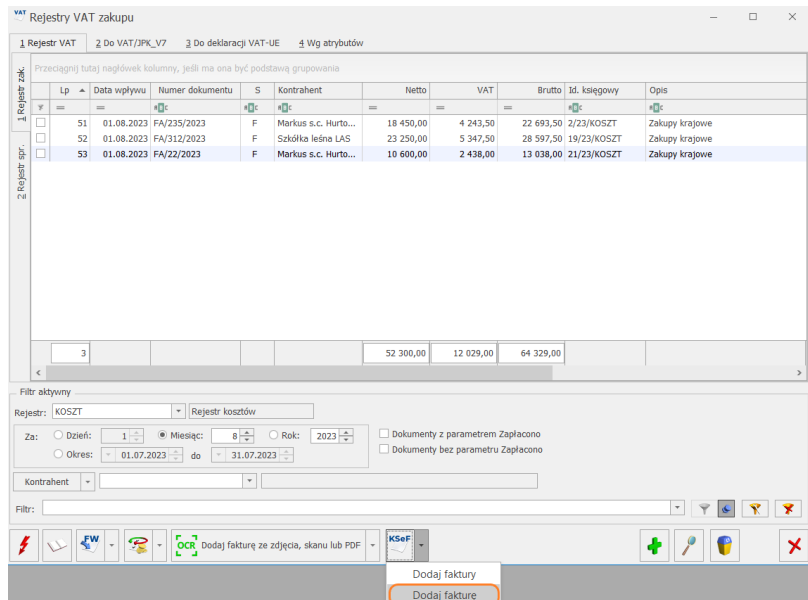 VAT Rejestry VAT zakupu
1 Rejestr VAT 2 Do VAT/JPK_V7 3 Do deklaracji VAT-UE 4 Wg atrybutów
1 Rejestr zak.
2 Rejestr spr.
Przeciągnij tutaj nagłówek kolumny, jeśli ma ona być podstawą grupowania
Lp Data wpływu Numer dokumentu S Kontrahent Netto VAT Brutto Id. księgowy Opis
51 01.08.2023 FA/235/2023 F Markus s.c. Hurto... 18 450,00 4 243,50 22 693,50 2/23/KOSZT Zakupy krajowe
52 01.08.2023 FA/312/2023 F Szkółka leśna LAS 23 250,00 5 347,50 28 597,50 19/23/KOSZT Zakupy krajowe
53 01.08.2023 FA/22/2023 F Markus s.c. Hurto... 10 600,00 2 438,00 13 038,00 21/23/KOSZT Zakupy krajowe
3 52 300,00 12 029,00 64 329,00
Filtr aktywny
Rejestr: KOSZT Rejestr kosztów
Za: Dzień: 1 Miesiąc: 8 Rok: 2023 Dokumenty z parametrem Zapłacono
Okres: 01.07.2023 do 31.07.2023 Dokumenty bez parametru Zapłacono
Kontrahent
Filtr:
FW OCR Dodaj fakturę ze zdjęcia, skanu lub PDF KSeF
Dodaj faktury
Dodaj fakturę